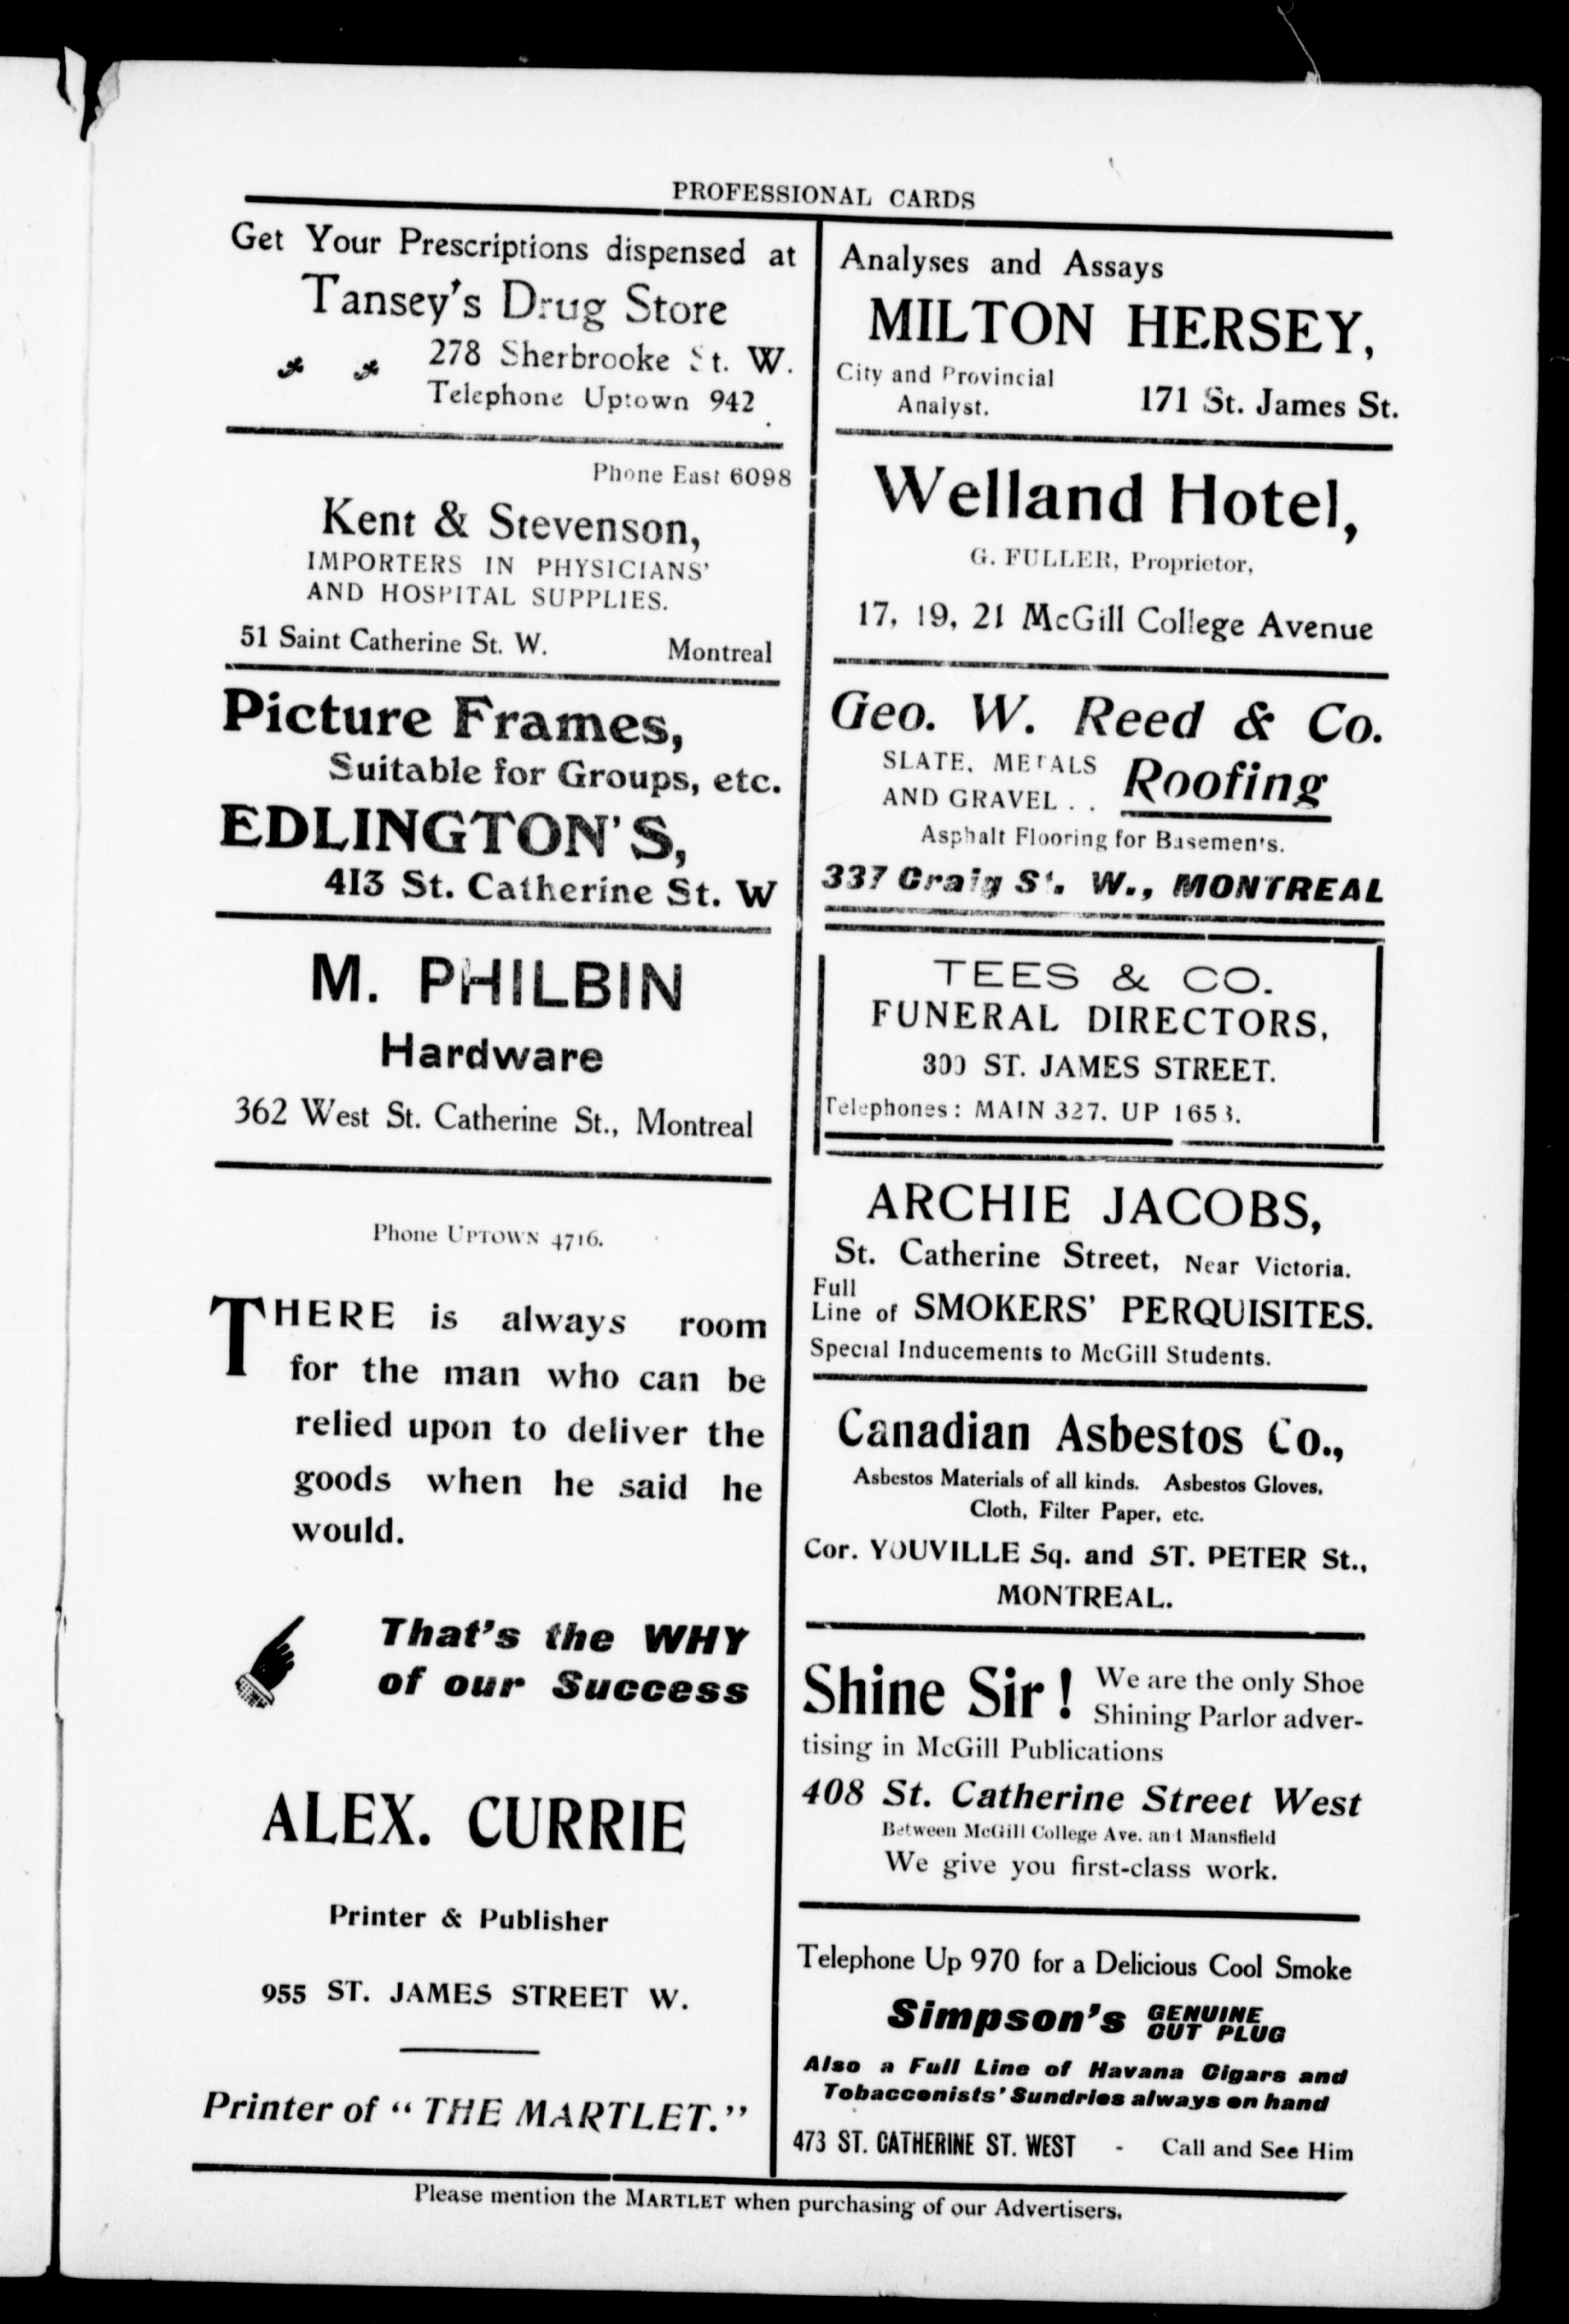 PROFESSIONAL CARDS
Get Your Prescriptions dispensed at
Tansey's Drug Store
278 Sherbrooke St. W.
Telephone Uptown 942
Phone East 6098
Kent & Stevenson,
IMPORTERS IN PHYSICIANS'
AND HOSPITAL SUPPLIES.
51 Saint Catherine St. W. Montreal
Picture Frames,
Suitable for Groups, etc.
EDLINGTON'S,
413 St. Catherine St. W
M. PHILBIN
Hardware
362 West St. Catherine St., Montreal
Phone UPTOWN 4716.
THERE is always room
for the man who can be
relied upon to deliver the
goods when he said he
would.
That's the WHY
of our Success
ALEX. CURRIE
Printer & Publisher
955 ST. JAMES STREET W.
Printer of "THE MARTLET."
Analyses and Assays
MILTON HERSEY,
City and Provincial
Analyst. 171 St. James St.
Welland Hotel,
G. FULLER, Proprietor,
17, 19, 21 McGill College Avenue
Geo. W. Reed & Co.
SLATE, METALS
AND GRAVEL . . Roofing
Asphalt Flooring for Basements.
337 Craig St. W., MONTREAL
TEES & CO.
FUNERAL DIRECTORS,
ST. JAMES STREET.
Telephones: MAIN 327. UP 1653.
ARCHIE JACOBS,
St. Catherine Street, Near Victoria.
Full
Line of SMOKERS' PERQUISITES.
Special Inducements to McGill Students.
Canadian Asbestos Co.,
Asbestos Materials of all kinds. Asbestos Gloves,
Cloth, Filter Paper, etc.
Cor. YOUVILLE Sq. and ST. PETER St.,
MONTREAL.
Shine Sir! We are the only Shoe
Shining Parlor adver-
tising in McGill Publications
408 St. Catherine Street West
Between McGill College Ave. and Mansfield
We give you first-class work.
Telephone Up 970 for a Delicious Cool Smoke
Simpson's GENUINE
CUT PLUG
Also a Full Line of Havana Cigars and
Tobacconists' Sundries always on hand
473 ST. CATHERINE ST. WEST - Call and See Him
Please mention the MARTLET when purchasing of our Advertisers.